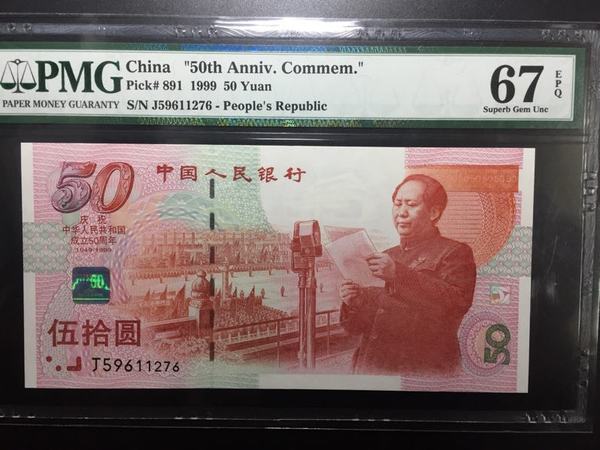 PMG
PAPER MONEY GUARANTY
China "50th Anniv. Commem."
Pick# 891 1999 50 Yuan
S/N J59611276 - People's Republic
67 EPQ
Superb Gem Unc
50
中国人民银行
庆祝
中华人民共和国
成立50周年
1949-1999
伍拾圆
J59611276
50